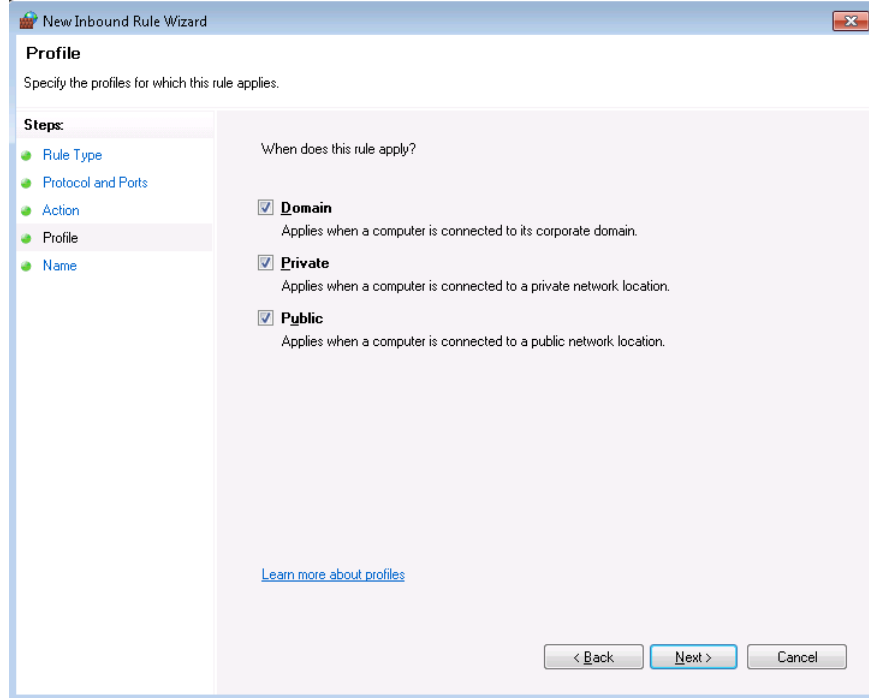 New Inbound Rule Wizard
Profile
Specify the profiles for which this rule applies.
Steps:
Rule Type
Protocol and Ports
Action
Profile
Name
When does this rule apply?
Domain
Applies when a computer is connected to its corporate domain.
Private
Applies when a computer is connected to a private network location.
Public
Applies when a computer is connected to a public network location.
Learn more about profiles
< Back
Next >
Cancel